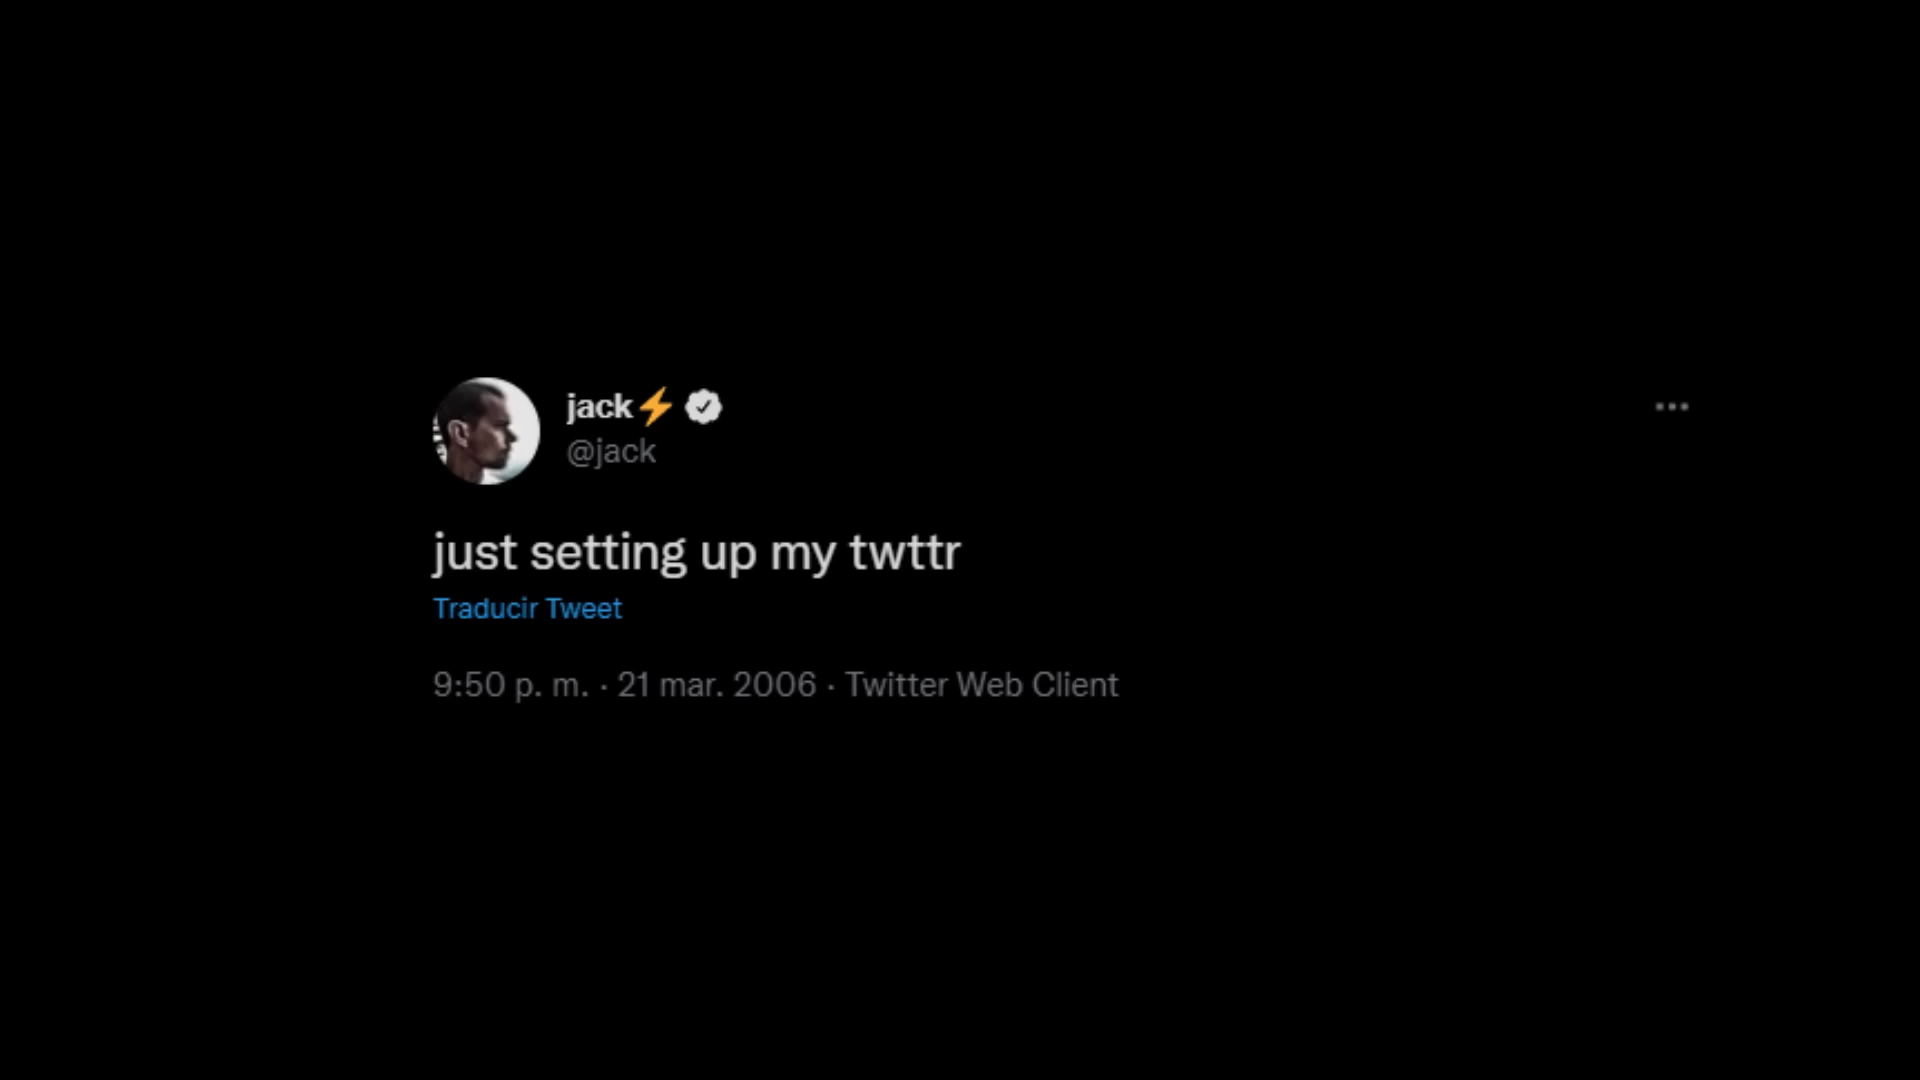 jack⚡
@jack
just setting up my twttr
Traducir Tweet
9:50 p. m. · 21 mar. 2006 · Twitter Web Client